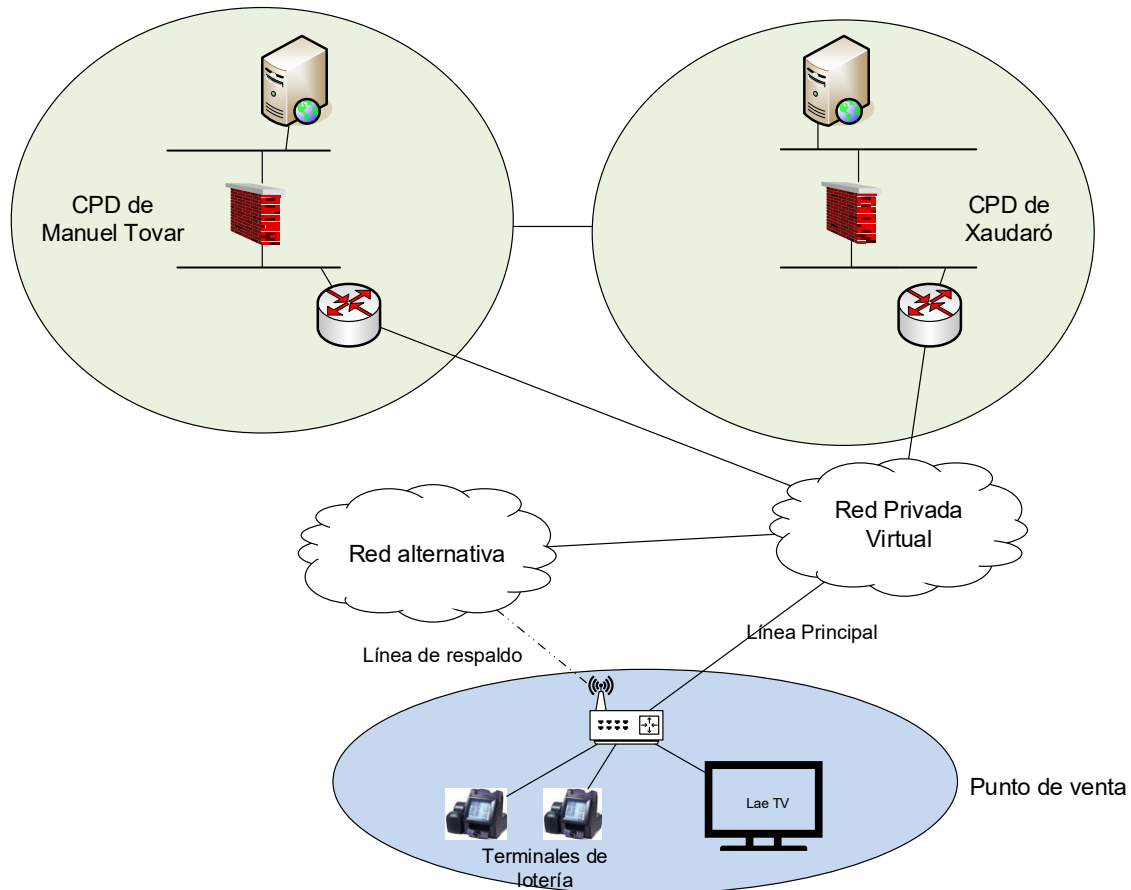 CPD de
Manuel Tovar
CPD de
Xaudaró
Red Privada
Virtual
Red alternativa
Línea Principal
Línea de respaldo
Lae TV
Punto de venta
Terminales de
lotería